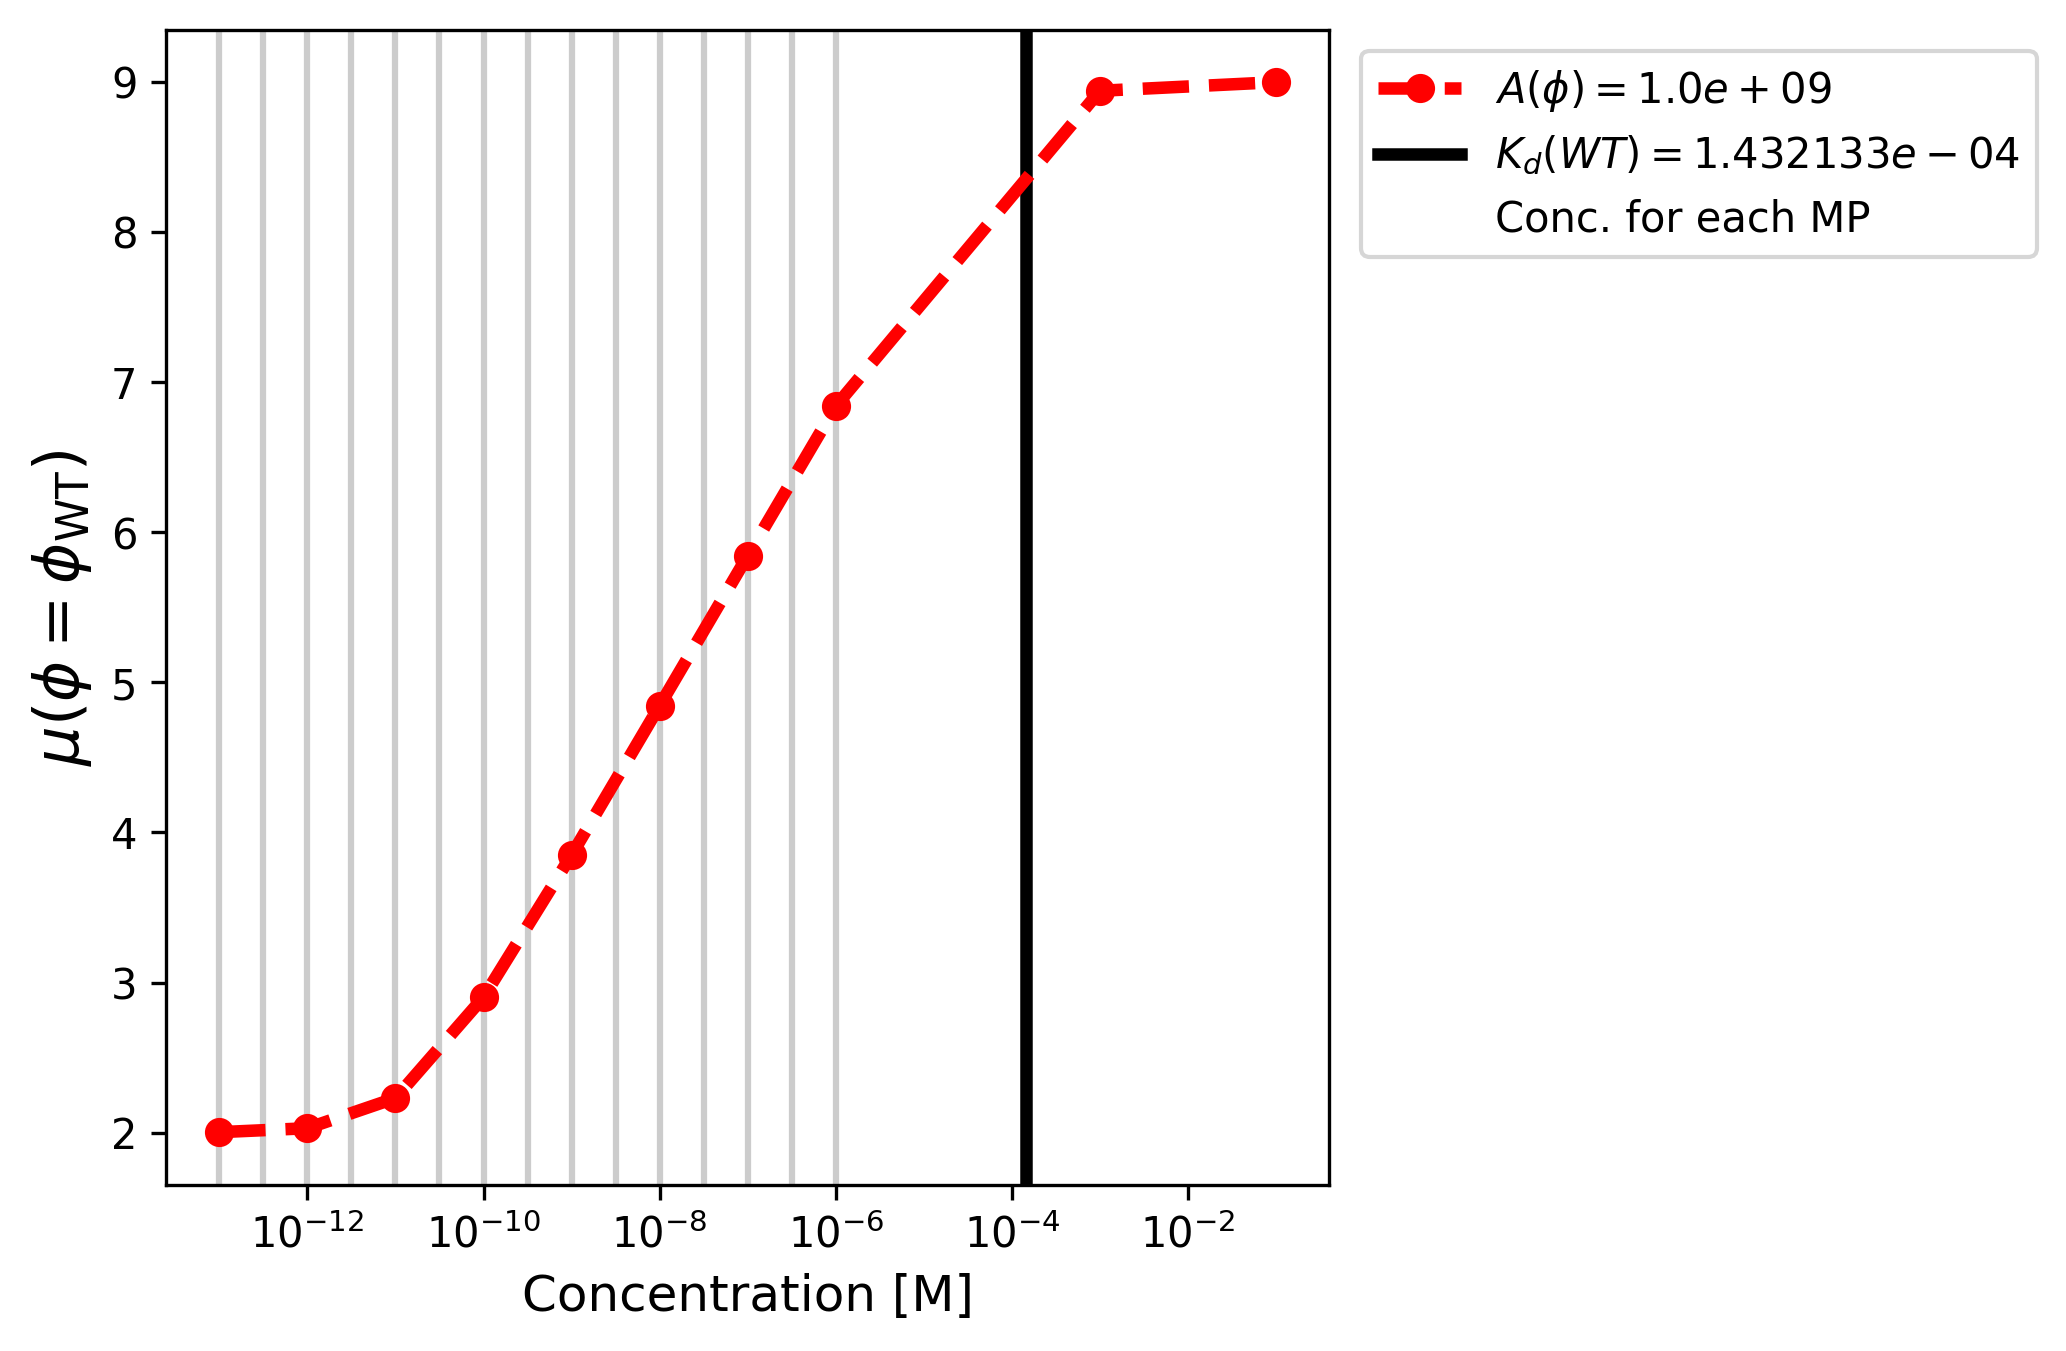 9
8
7
6
5
4
3
2
μ(ϕ = ϕ_WT)
10⁻¹² 10⁻¹⁰ 10⁻⁸ 10⁻⁶ 10⁻⁴ 10⁻²
Concentration [M]
A(ϕ) = 1.0e + 09
K_d(WT) = 1.432133e − 04
Conc. for each MP